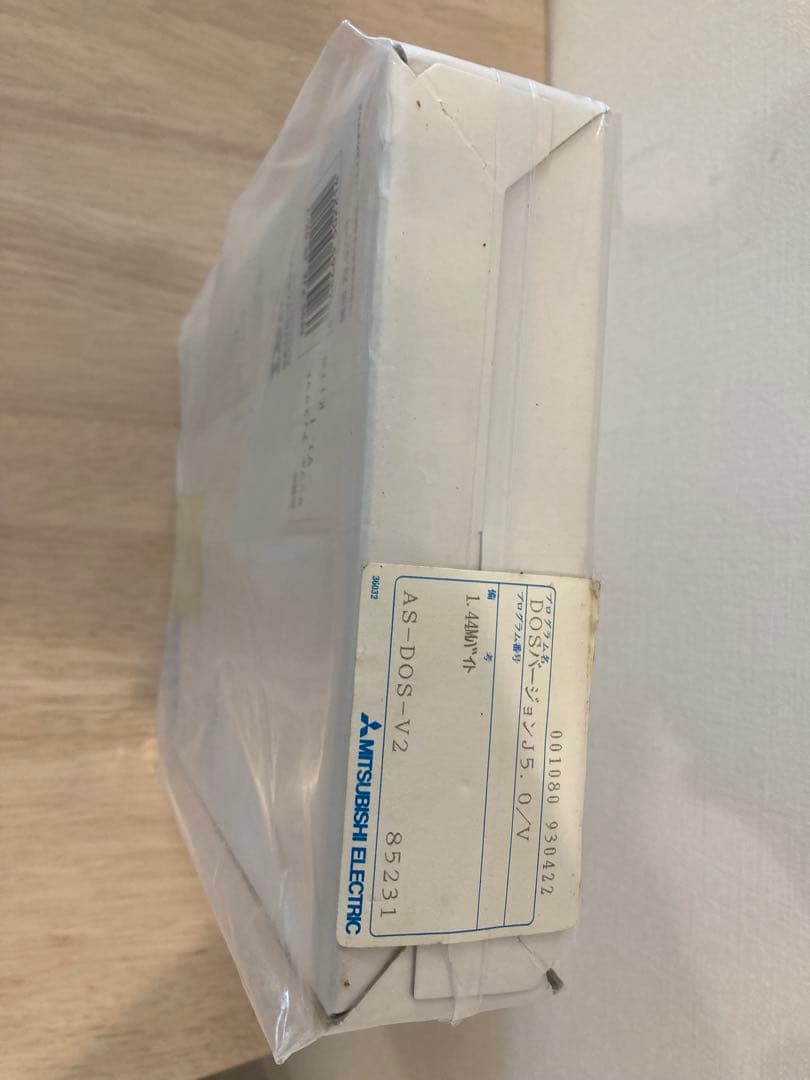 001080 930422
プログラム名
DOSバージョンJ5.0/V
プログラム番号
備考
1.44Mバイト
AS-DOS-V2 85231
36032
MITSUBISHI ELECTRIC